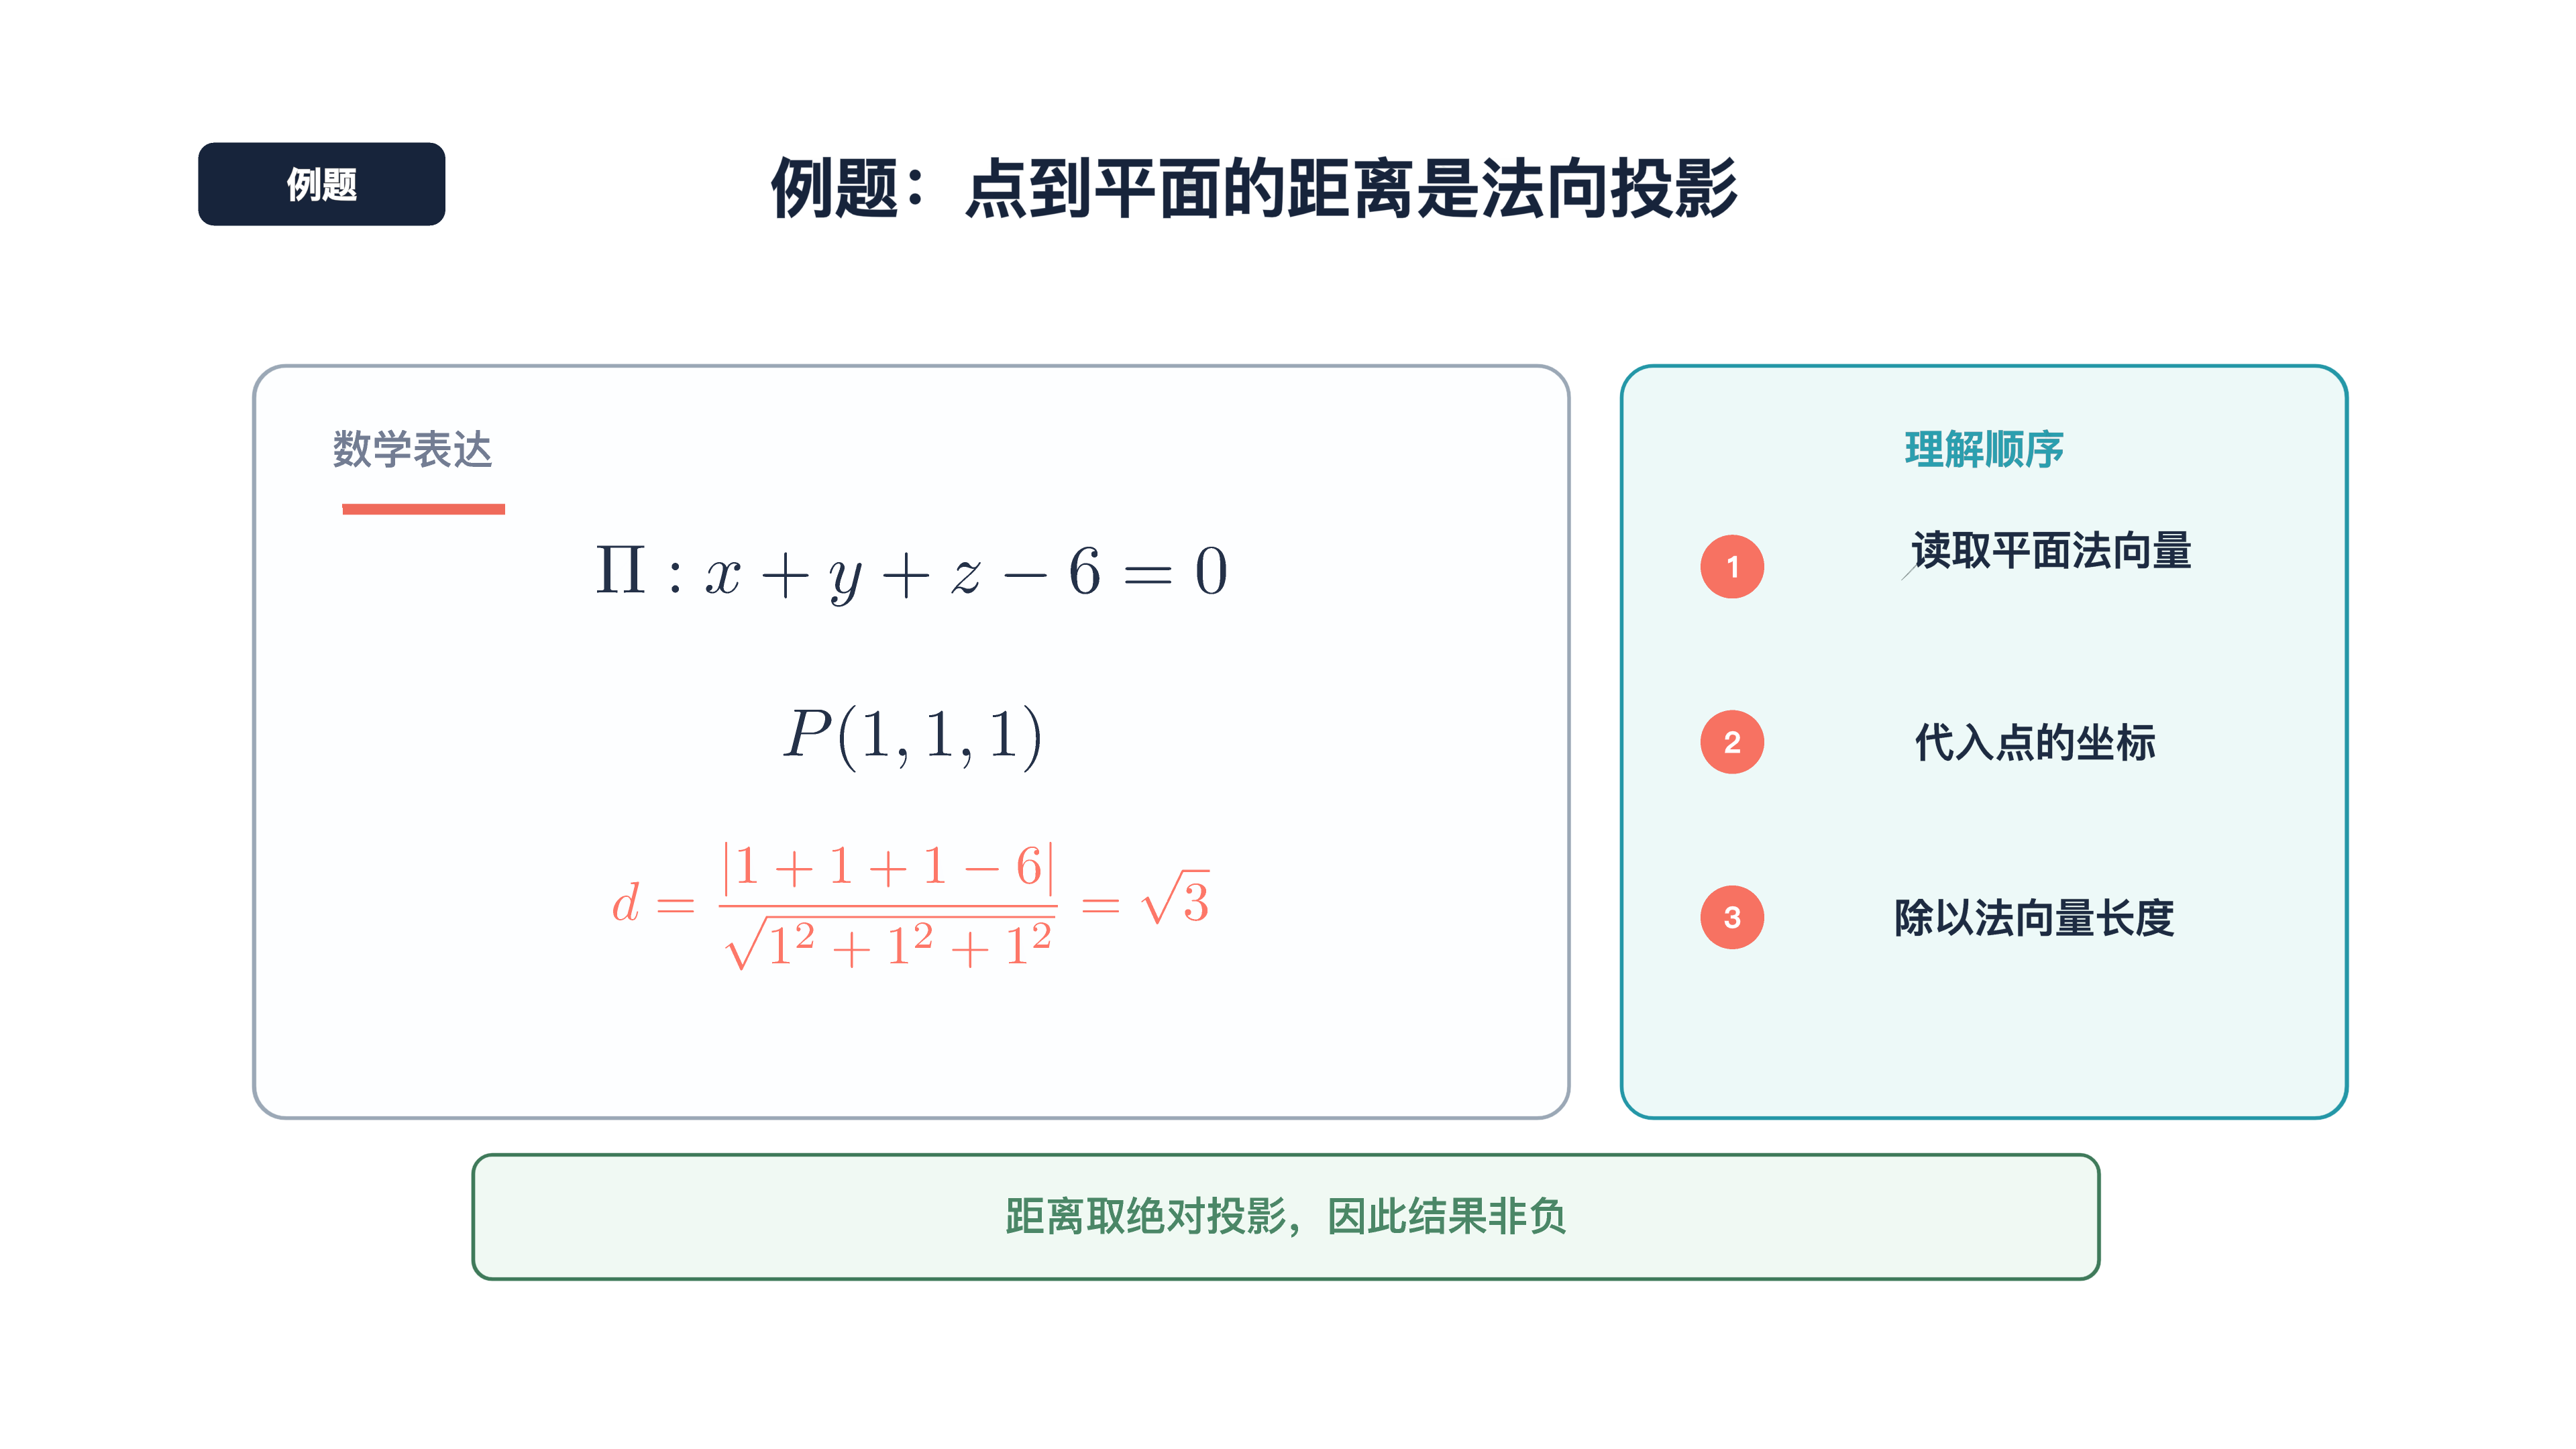 例题
例题：点到平面的距离是法向投影
数学表达
Π : x + y + z − 6 = 0
P(1, 1, 1)
d = |1 + 1 + 1 − 6| / √(1² + 1² + 1²) = √3
理解顺序
1 读取平面法向量
2 代入点的坐标
3 除以法向量长度
距离取绝对投影，因此结果非负